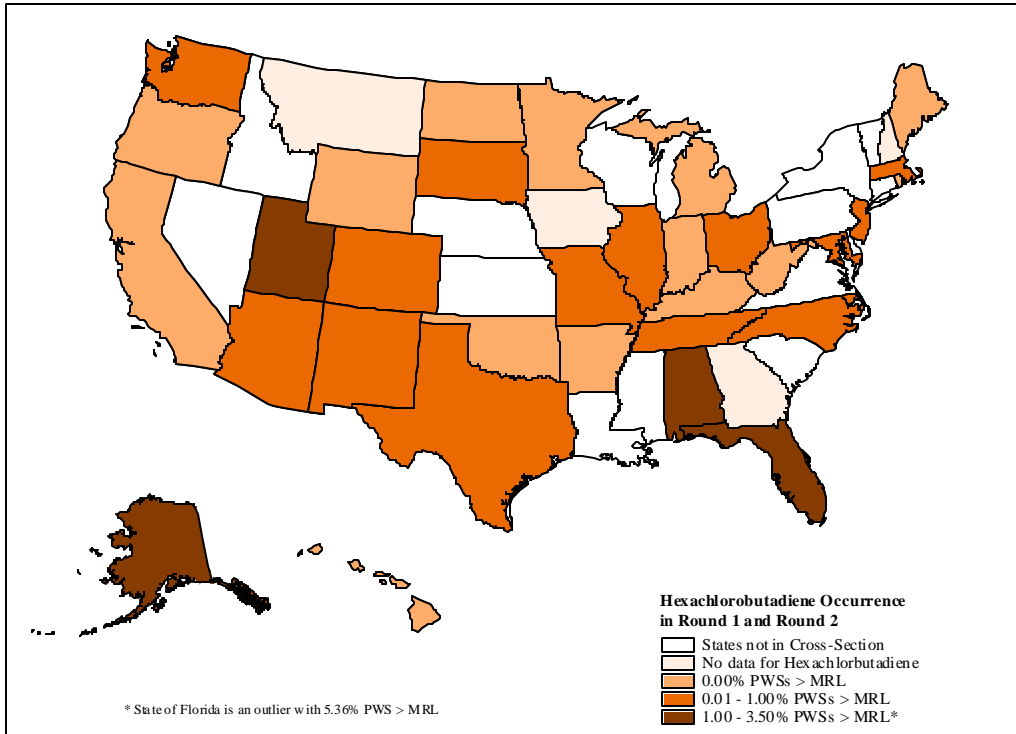 Hexachlorobutadiene Occurrence
in Round 1 and Round 2
States not in Cross-Section
No data for Hexachlorbutadiene
0.00% PWSs > MRL
0.01 - 1.00% PWSs > MRL
1.00 - 3.50% PWSs > MRL*
* State of Florida is an outlier with 5.36% PWS > MRL